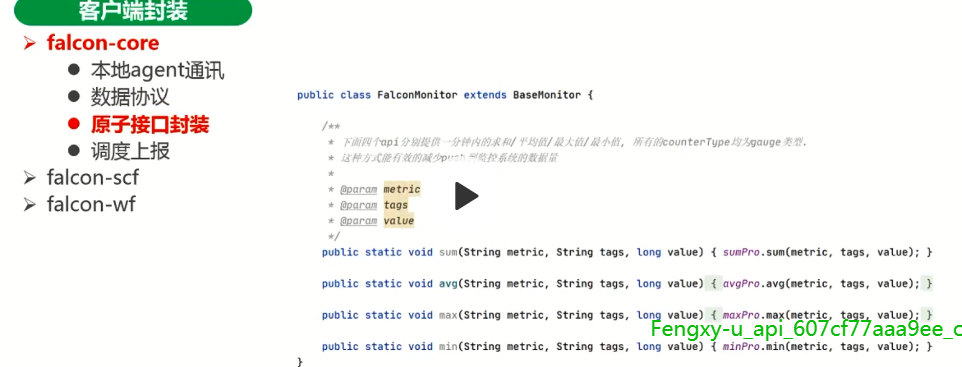 客户端封装
➢ falcon-core
● 本地agent通讯
● 数据协议
● 原子接口封装
● 调度上报
➢ falcon-scf
➢ falcon-wf
public class FalconMonitor extends BaseMonitor {
/**
* 下面四个api分别提供一分钟内的求和/平均值/最大值/最小值, 所有的counterType均为gauge类型.
* 这种方式能有效的减少push到监控系统的数据量
*
* @param metric
* @param tags
* @param value
*/
public static void sum(String metric, String tags, long value) { sumPro.sum(metric, tags, value); }
public static void avg(String metric, String tags, long value) { avgPro.avg(metric, tags, value); }
public static void max(String metric, String tags, long value) { maxPro.max(metric, tags, value); }
Fengxy-u_api_607cf77aaa9ee_c
public static void min(String metric, String tags, long value) { minPro.min(metric, tags, value); }
}